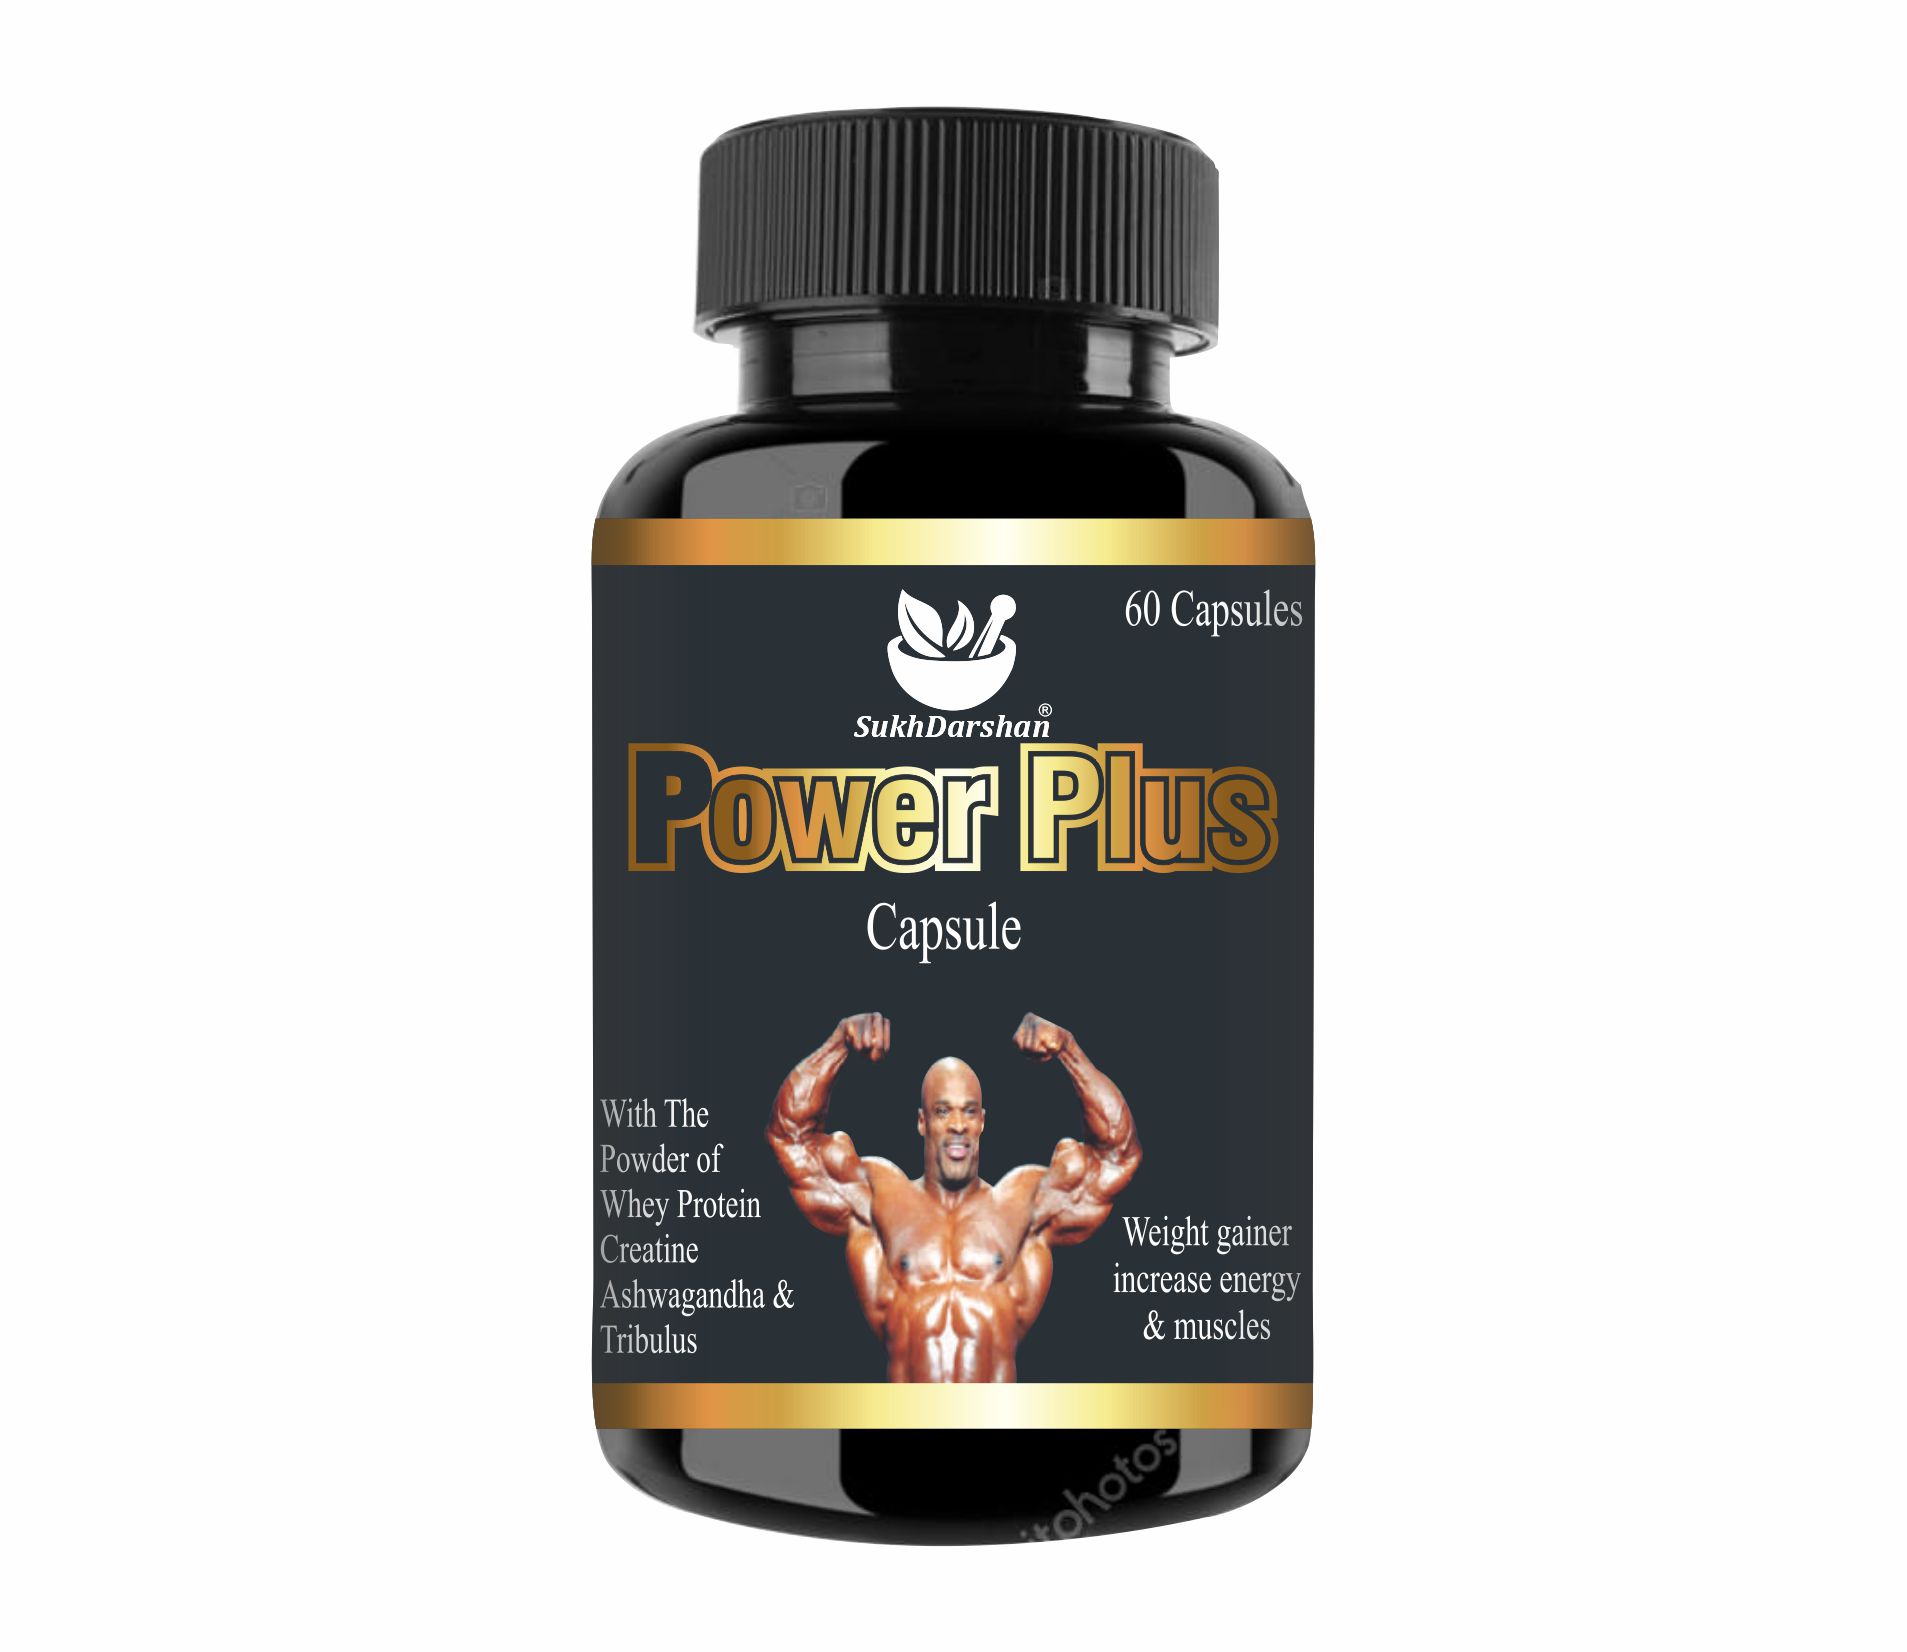 60 Capsules
SukhDarshan®
Power Plus
Capsule
With The
Powder of
Whey Protein
Creatine
Ashwagandha &
Tribulus
Weight gainer
increase energy
& muscles
itphotos